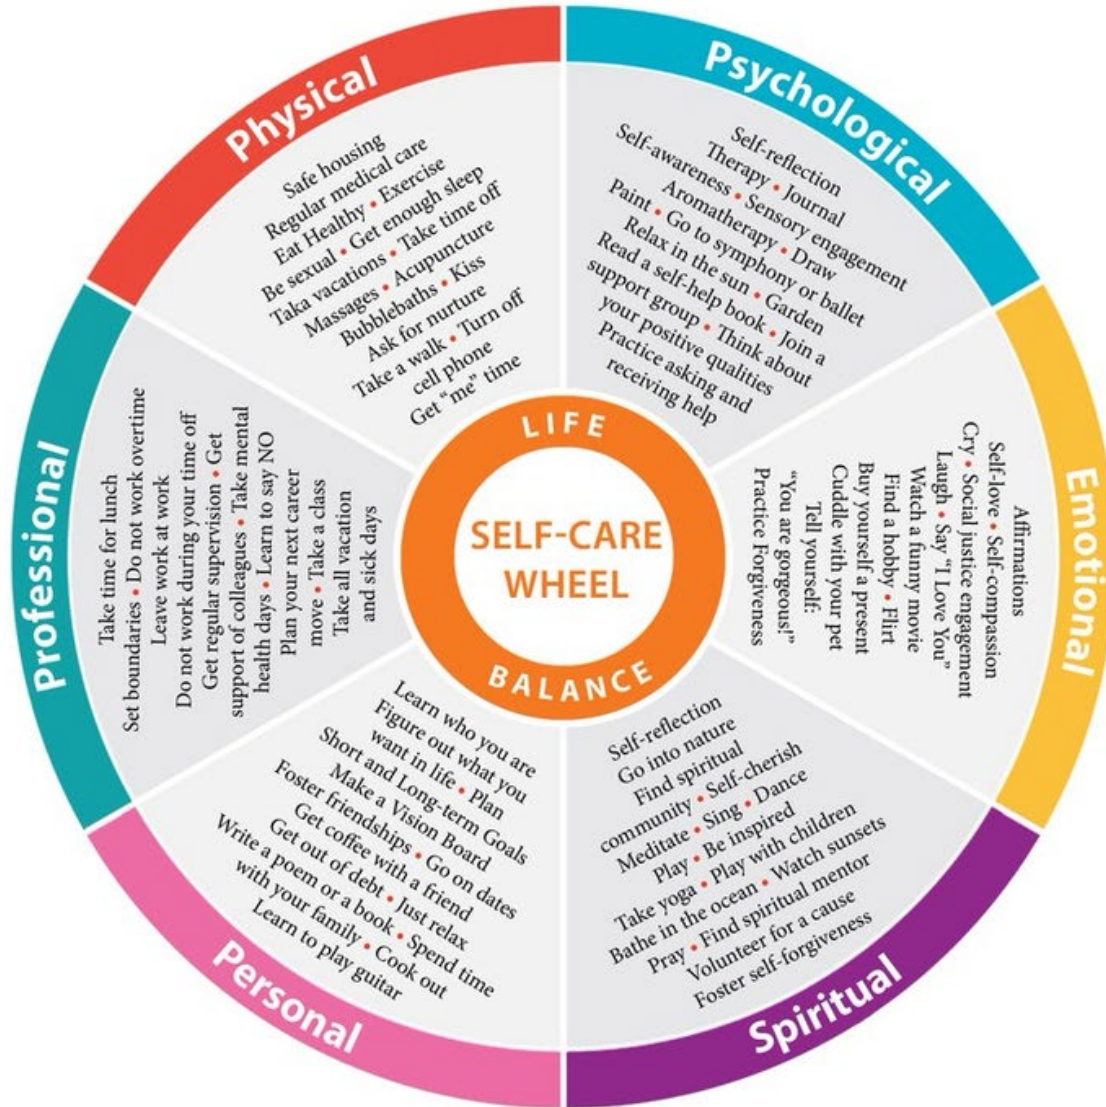 Physical
Safe housing
Regular medical care
Eat Healthy • Exercise
Be sexual • Get enough sleep
Taka vacations • Take time off
Massages • Acupuncture
Bubblebaths • Kiss
Ask for nurture
Take a walk • Turn off
cell phone
Get “me” time
Psychological
Self-reflection
Therapy • Journal
Self-awareness • Sensory engagement
Aromatherapy • Draw
Paint • Go to symphony or ballet
Relax in the sun • Garden
Read a self-help book • Join a
support group • Think about
your positive qualities
Practice asking and
receiving help
Emotional
Affirmations
Self-love • Self-compassion
Cry • Social justice engagement
Laugh • Say “I Love You”
Watch a funny movie
Find a hobby • Flirt
Buy yourself a present
Cuddle with your pet
Tell yourself:
“You are gorgeous!”
Practice Forgiveness
Spiritual
Self-reflection
Go into nature
Find spiritual
community • Self-cherish
Meditate • Sing • Dance
Play • Be inspired
Take yoga • Play with children
Bathe in the ocean • Watch sunsets
Pray • Find spiritual mentor
Volunteer for a cause
Foster self-forgiveness
Personal
Learn who you are
Figure out what you
want in life • Plan
Short and Long-term Goals
Make a Vision Board
Foster friendships • Go on dates
Get coffee with a friend
Get out of debt • Just relax
Write a poem or a book • Spend time
with your family • Cook out
Learn to play guitar
Professional
Take time for lunch
Set boundaries • Do not work overtime
Leave work at work
Do not work during your time off
Get regular supervision • Get
support of colleagues • Take mental
health days • Learn to say NO
Plan your next career
move • Take a class
Take all vacation
and sick days
LIFE
SELF-CARE
WHEEL
BALANCE